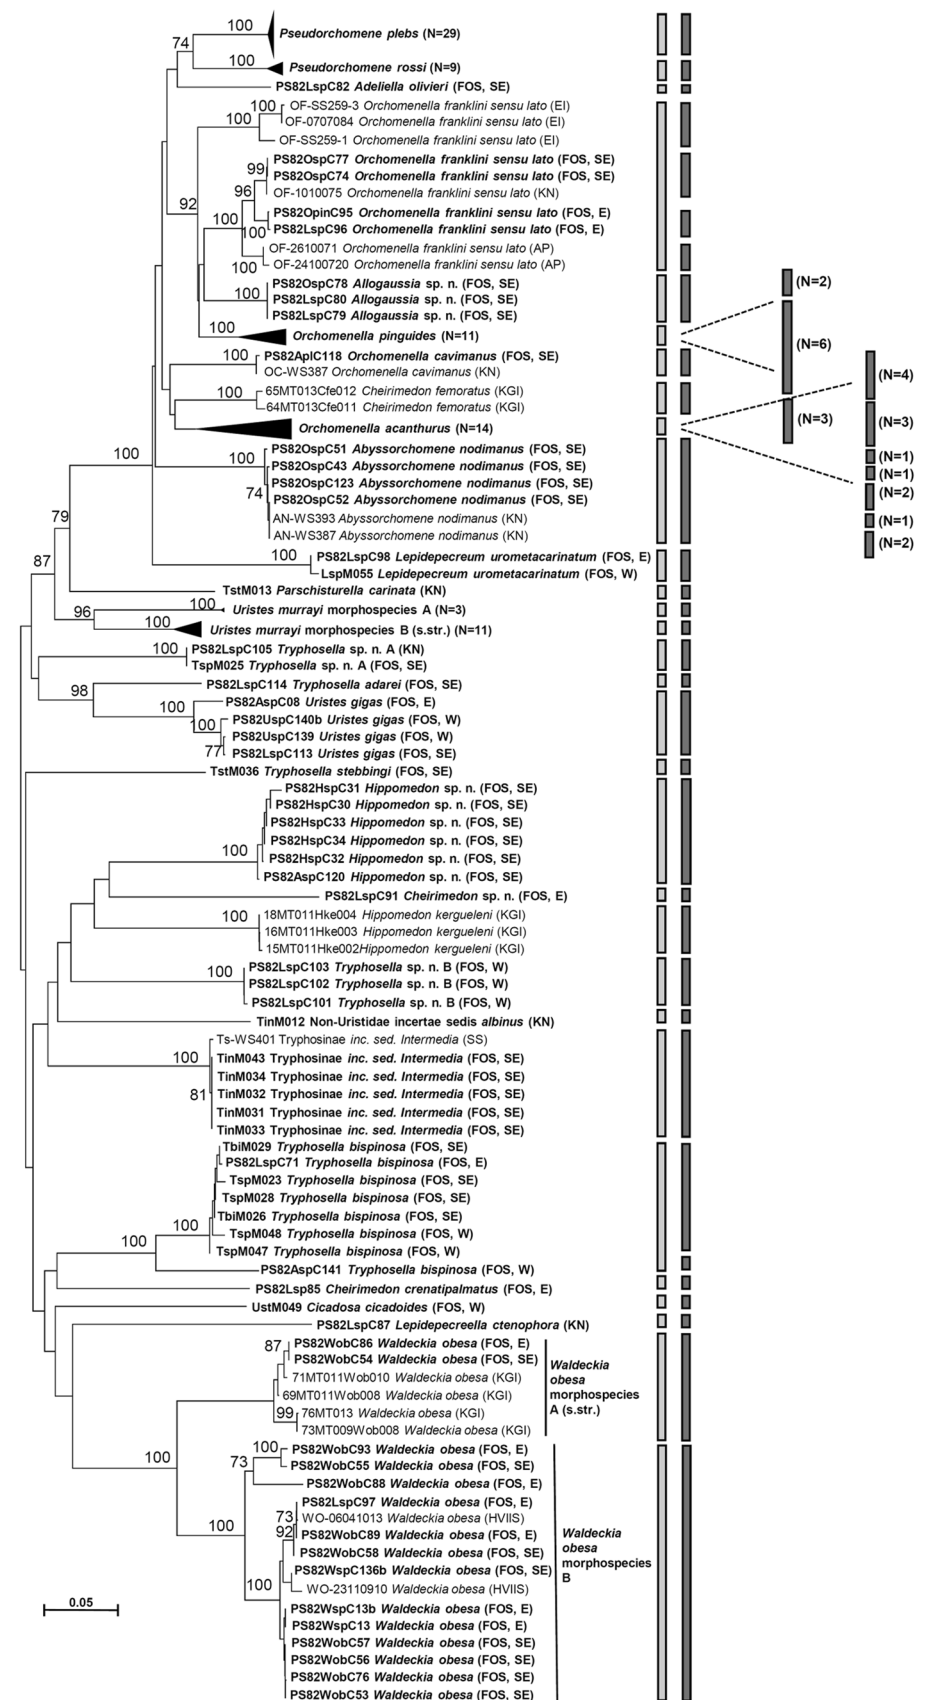 100 Pseudorchomene plebs (N=29)
74
100 Pseudorchomene rossi (N=9)
PS82LspC82 Adeliella olivieri (FOS, SE)
100 OF-SS259-3 Orchomenella franklini sensu lato (EI)
100 OF-0707084 Orchomenella franklini sensu lato (EI)
OF-SS259-1 Orchomenella franklini sensu lato (EI)
PS82OspC77 Orchomenella franklini sensu lato (FOS, SE)
99 PS82OspC74 Orchomenella franklini sensu lato (FOS, SE)
96 OF-1010075 Orchomenella franklini sensu lato (KN)
92
PS82OpinC95 Orchomenella franklini sensu lato (FOS, E)
100 100 PS82LspC96 Orchomenella franklini sensu lato (FOS, E)
OF-2610071 Orchomenella franklini sensu lato (AP)
100 OF-24100720 Orchomenella franklini sensu lato (AP)
PS82OspC78 Allogaussia sp. n. (FOS, SE)
(N=2)
100 PS82LspC80 Allogaussia sp. n. (FOS, SE)
PS82LspC79 Allogaussia sp. n. (FOS, SE)
100 Orchomenella pinguides (N=11)
(N=6)
100 PS82AplC118 Orchomenella cavimanus (FOS, SE)
OC-WS387 Orchomenella cavimanus (KN)
(N=4)
100 65MT013Cfe012 Cheirimedon femoratus (KGI)
64MT013Cfe011 Cheirimedon femoratus (KGI)
(N=3)
(N=3)
Orchomenella acanthurus (N=14)
PS82OspC51 Abyssorchomene nodimanus (FOS, SE)
(N=1)
100 100 PS82OspC43 Abyssorchomene nodimanus (FOS, SE)
(N=1)
PS82OspC123 Abyssorchomene nodimanus (FOS, SE)
(N=2)
74 PS82OspC52 Abyssorchomene nodimanus (FOS, SE)
AN-WS393 Abyssorchomene nodimanus (KN)
(N=1)
79
AN-WS387 Abyssorchomene nodimanus (KN)
(N=2)
100 PS82LspC98 Lepidepecreum urometacarinatum (FOS, E)
87
LspM055 Lepidepecreum urometacarinatum (FOS, W)
TstM013 Parschisturella carinata (KN)
96 100 Uristes murrayi morphospecies A (N=3)
100 Uristes murrayi morphospecies B (s.str.) (N=11)
100 PS82LspC105 Tryphosella sp. n. A (KN)
TspM025 Tryphosella sp. n. A (FOS, SE)
98 PS82LspC114 Tryphosella adarei (FOS, SE)
100 PS82AspC08 Uristes gigas (FOS, E)
100 PS82UspC140b Uristes gigas (FOS, W)
PS82UspC139 Uristes gigas (FOS, W)
77 PS82LspC113 Uristes gigas (FOS, SE)
TstM036 Tryphosella stebbingi (FOS, SE)
PS82HspC31 Hippomedon sp. n. (FOS, SE)
PS82HspC30 Hippomedon sp. n. (FOS, SE)
PS82HspC33 Hippomedon sp. n. (FOS, SE)
PS82HspC34 Hippomedon sp. n. (FOS, SE)
100 PS82HspC32 Hippomedon sp. n. (FOS, SE)
PS82AspC120 Hippomedon sp. n. (FOS, SE)
PS82LspC91 Cheirimedon sp. n. (FOS, E)
100 18MT011Hke004 Hippomedon kergueleni (KGI)
16MT011Hke003 Hippomedon kergueleni (KGI)
15MT011Hke002Hippomedon kergueleni (KGI)
100 PS82LspC103 Tryphosella sp. n. B (FOS, W)
PS82LspC102 Tryphosella sp. n. B (FOS, W)
PS82LspC101 Tryphosella sp. n. B (FOS, W)
TinM012 Non-Uristidae incertae sedis albinus (KN)
Ts-WS401 Tryphosinae inc. sed. Intermedia (SS)
100 TinM043 Tryphosinae inc. sed. Intermedia (FOS, SE)
TinM034 Tryphosinae inc. sed. Intermedia (FOS, SE)
81 TinM032 Tryphosinae inc. sed. Intermedia (FOS, SE)
TinM031 Tryphosinae inc. sed. Intermedia (FOS, SE)
TinM033 Tryphosinae inc. sed. Intermedia (FOS, SE)
TbiM029 Tryphosella bispinosa (FOS, SE)
PS82LspC71 Tryphosella bispinosa (FOS, E)
TspM023 Tryphosella bispinosa (FOS, SE)
TspM028 Tryphosella bispinosa (FOS, SE)
TbiM026 Tryphosella bispinosa (FOS, SE)
100 TspM048 Tryphosella bispinosa (FOS, W)
100 TspM047 Tryphosella bispinosa (FOS, W)
PS82AspC141 Tryphosella bispinosa (FOS, W)
PS82Lsp85 Cheirimedon crenatipalmatus (FOS, E)
UstM049 Cicadosa cicadoides (FOS, W)
PS82LspC87 Lepidepecreella ctenophora (KN)
87 PS82WobC86 Waldeckia obesa (FOS, E)
PS82WobC54 Waldeckia obesa (FOS, SE)
71MT011Wob010 Waldeckia obesa (KGI)
69MT011Wob008 Waldeckia obesa (KGI)
99 76MT013 Waldeckia obesa (KGI)
73MT009Wob008 Waldeckia obesa (KGI)
Waldeckia
obesa
morphospecies
A (s.str.)
100
100 PS82WobC93 Waldeckia obesa (FOS, E)
73 PS82WobC55 Waldeckia obesa (FOS, SE)
PS82WobC88 Waldeckia obesa (FOS, E)
PS82LspC97 Waldeckia obesa (FOS, E)
73 WO-06041013 Waldeckia obesa (HVIIS)
100 92 PS82WobC89 Waldeckia obesa (FOS, E)
PS82WobC58 Waldeckia obesa (FOS, SE)
PS82WspC136b Waldeckia obesa (FOS, SE)
100 WO-23110910 Waldeckia obesa (HVIIS)
PS82WspC13b Waldeckia obesa (FOS, E)
PS82WspC13 Waldeckia obesa (FOS, E)
PS82WobC57 Waldeckia obesa (FOS, SE)
PS82WobC56 Waldeckia obesa (FOS, SE)
PS82WobC76 Waldeckia obesa (FOS, SE)
PS82WobC53 Waldeckia obesa (FOS, SE)
Waldeckia
obesa
morphospecies
B
0.05